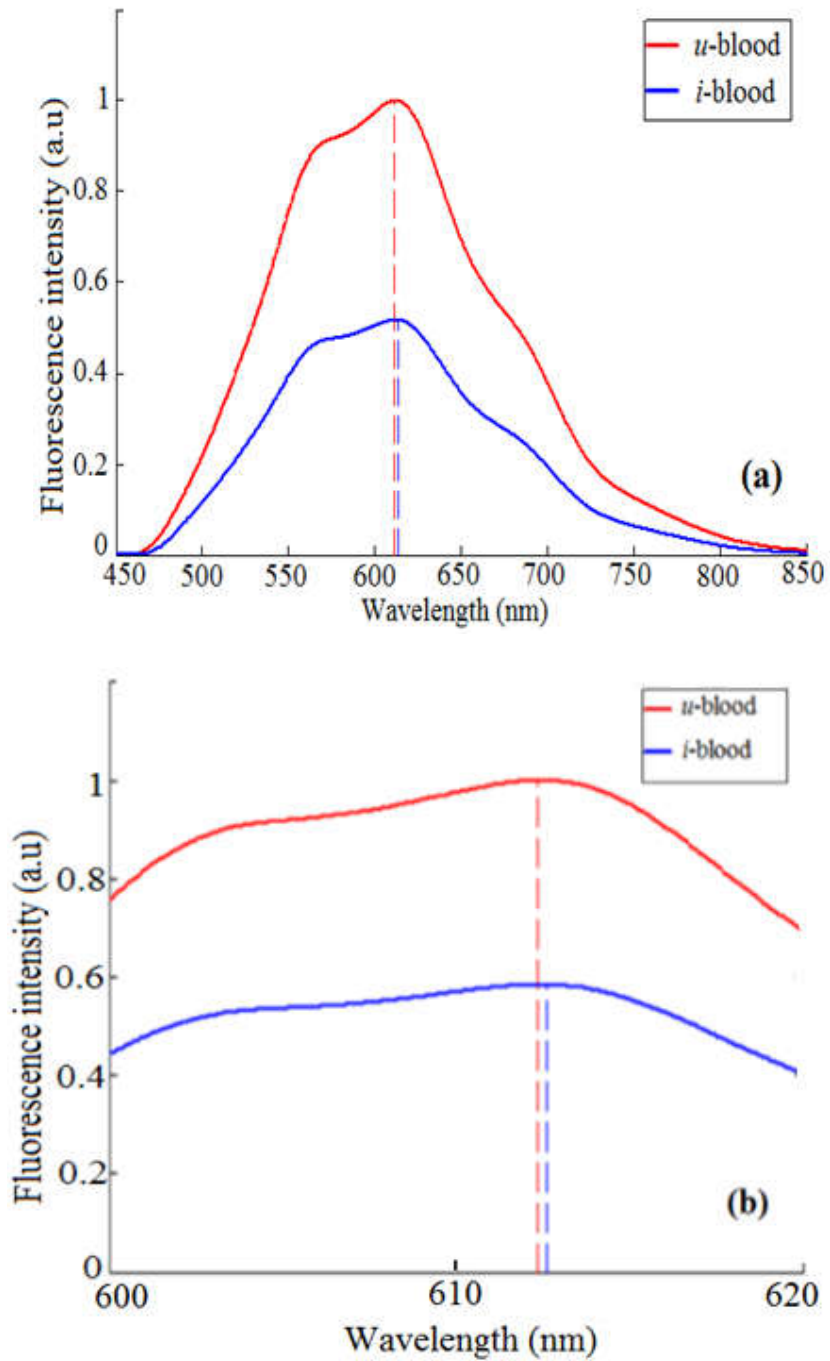 u-blood
i-blood
Fluorescence intensity (a.u)
1
0.8
0.6
0.4
0.2
0
450 500 550 600 650 700 750 800 850
Wavelength (nm)
(a)
u-blood
i-blood
Fluorescence intensity (a.u)
1
0.8
0.6
0.4
0.2
0
600 610 620
Wavelength (nm)
(b)